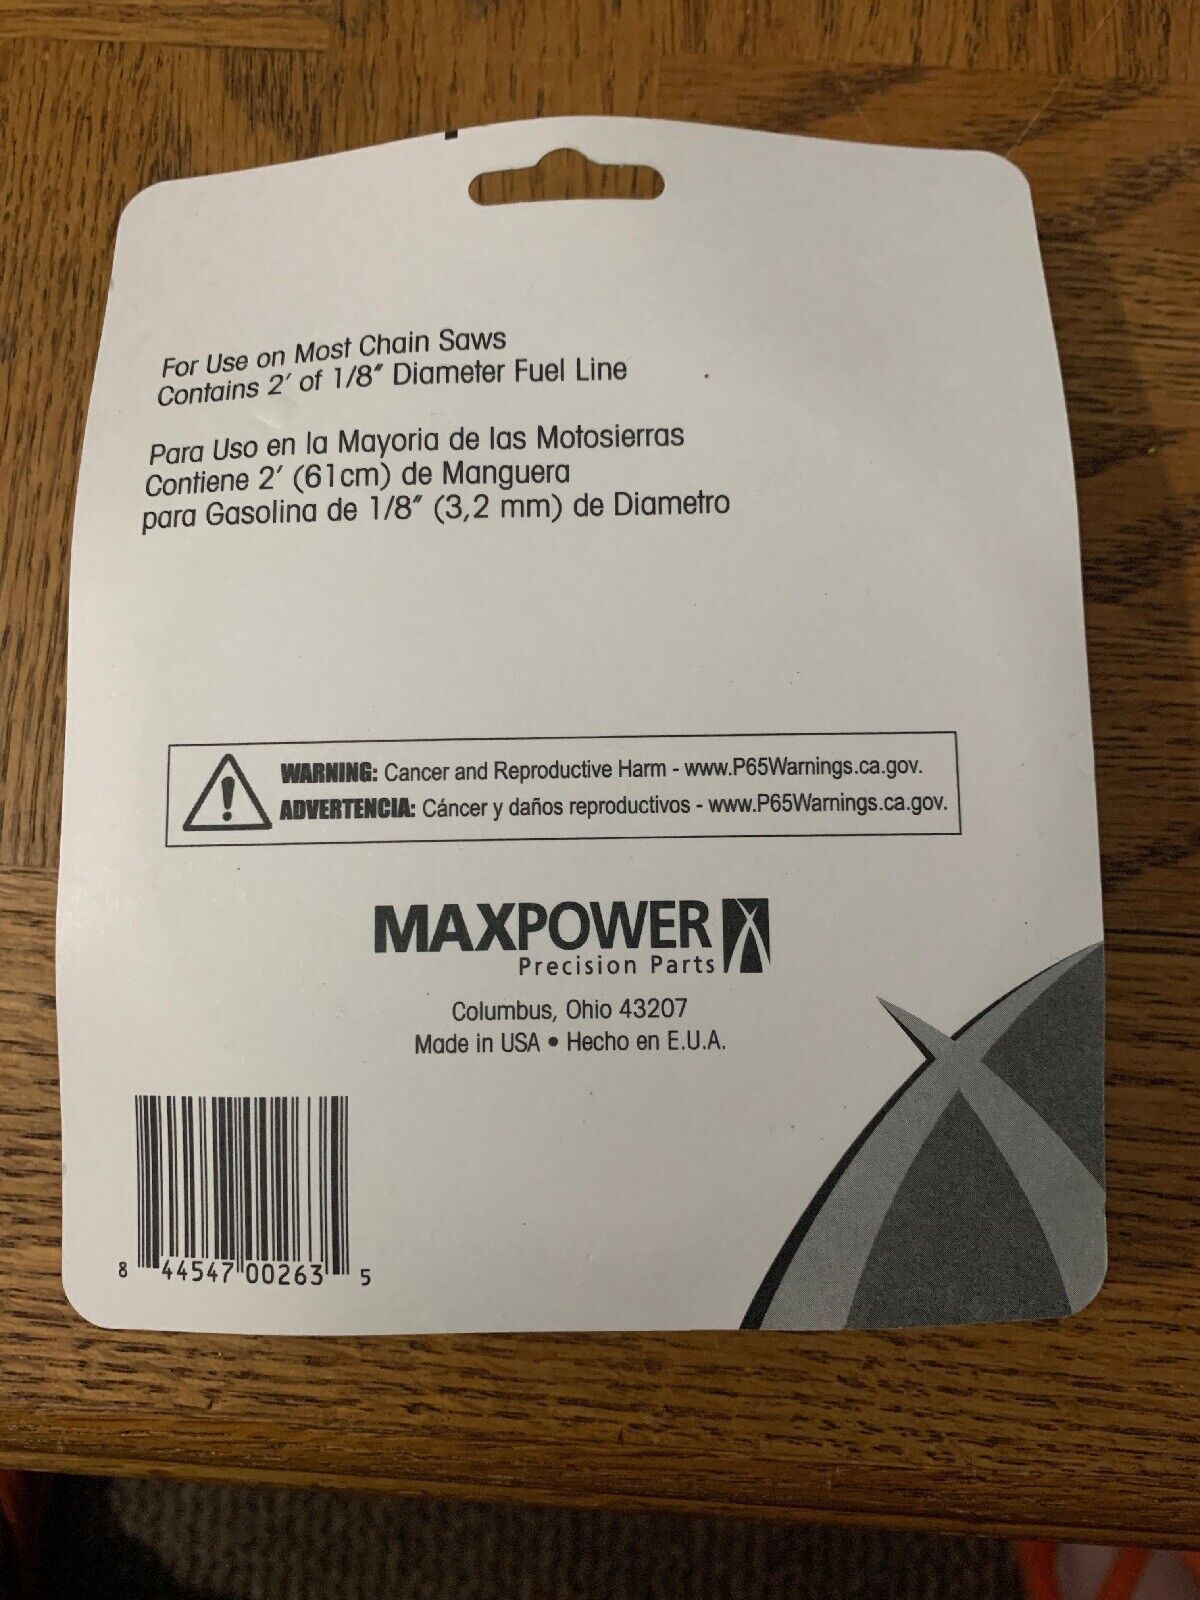 For Use on Most Chain Saws
Contains 2' of 1/8" Diameter Fuel Line
Para Uso en la Mayoria de las Motosierras
Contiene 2' (61cm) de Manguera
para Gasolina de 1/8" (3,2 mm) de Diametro
WARNING: Cancer and Reproductive Harm - www.P65Warnings.ca.gov.
ADVERTENCIA: Cáncer y daños reproductivos - www.P65Warnings.ca.gov.
MAXPOWER
Precision Parts
Columbus, Ohio 43207
Made in USA • Hecho en E.U.A.
8 44547 00263 5